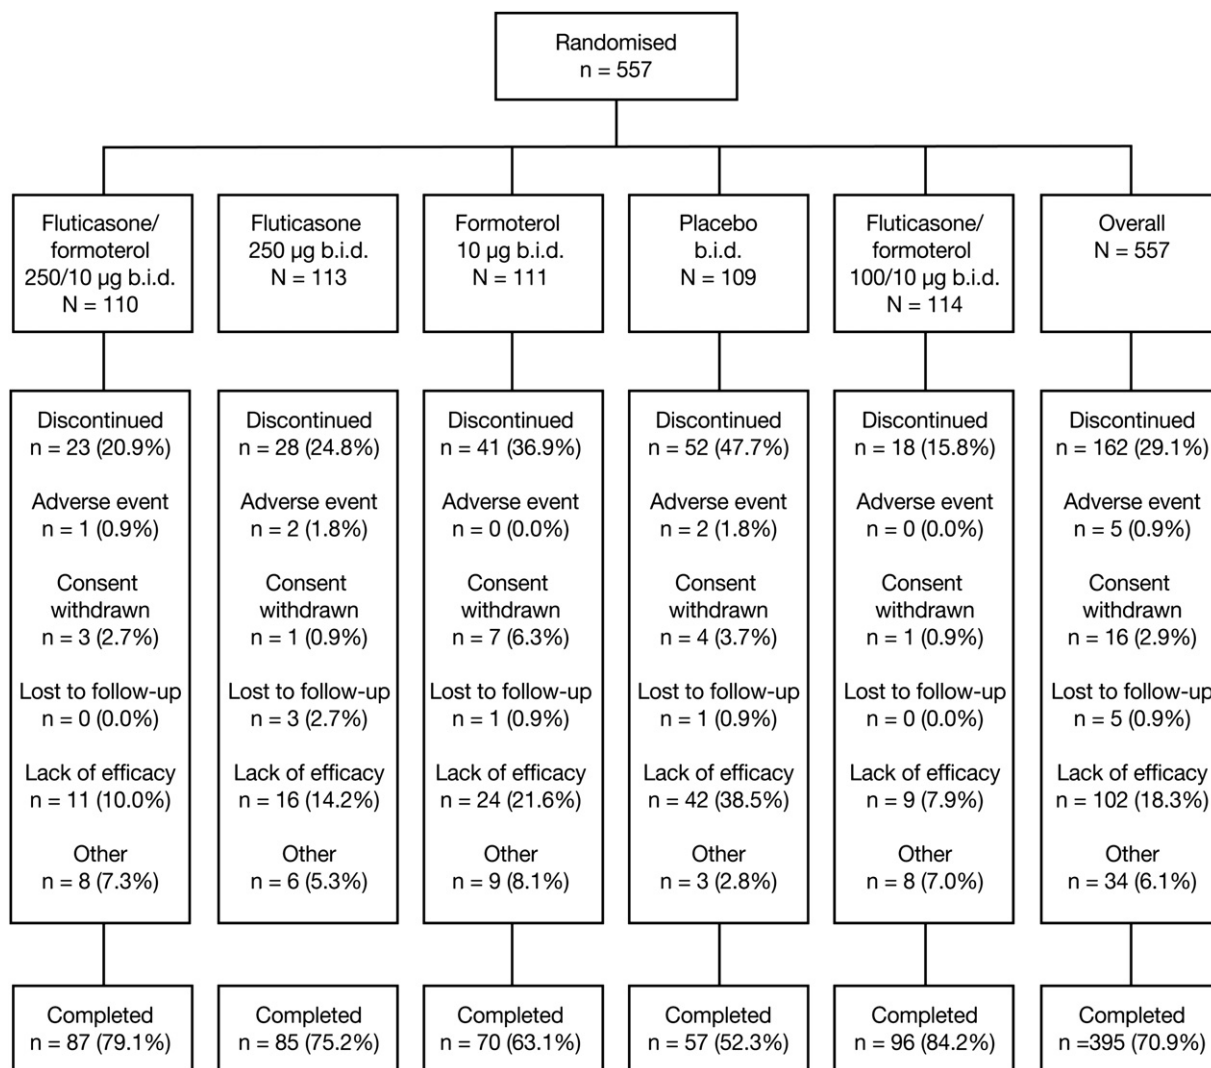 Randomised
n = 557
Fluticasone/
formoterol
250/10 µg b.i.d.
N = 110
Fluticasone
250 µg b.i.d.
N = 113
Formoterol
10 µg b.i.d.
N = 111
Placebo
b.i.d.
N = 109
Fluticasone/
formoterol
100/10 µg b.i.d.
N = 114
Overall
N = 557
Discontinued
n = 23 (20.9%)
Adverse event
n = 1 (0.9%)
Consent
withdrawn
n = 3 (2.7%)
Lost to follow-up
n = 0 (0.0%)
Lack of efficacy
n = 11 (10.0%)
Other
n = 8 (7.3%)
Discontinued
n = 28 (24.8%)
Adverse event
n = 2 (1.8%)
Consent
withdrawn
n = 1 (0.9%)
Lost to follow-up
n = 3 (2.7%)
Lack of efficacy
n = 16 (14.2%)
Other
n = 6 (5.3%)
Discontinued
n = 41 (36.9%)
Adverse event
n = 0 (0.0%)
Consent
withdrawn
n = 7 (6.3%)
Lost to follow-up
n = 1 (0.9%)
Lack of efficacy
n = 24 (21.6%)
Other
n = 9 (8.1%)
Discontinued
n = 52 (47.7%)
Adverse event
n = 2 (1.8%)
Consent
withdrawn
n = 4 (3.7%)
Lost to follow-up
n = 1 (0.9%)
Lack of efficacy
n = 42 (38.5%)
Other
n = 3 (2.8%)
Discontinued
n = 18 (15.8%)
Adverse event
n = 0 (0.0%)
Consent
withdrawn
n = 1 (0.9%)
Lost to follow-up
n = 0 (0.0%)
Lack of efficacy
n = 9 (7.9%)
Other
n = 8 (7.0%)
Discontinued
n = 162 (29.1%)
Adverse event
n = 5 (0.9%)
Consent
withdrawn
n = 16 (2.9%)
Lost to follow-up
n = 5 (0.9%)
Lack of efficacy
n = 102 (18.3%)
Other
n = 34 (6.1%)
Completed
n = 87 (79.1%)
Completed
n = 85 (75.2%)
Completed
n = 70 (63.1%)
Completed
n = 57 (52.3%)
Completed
n = 96 (84.2%)
Completed
n =395 (70.9%)